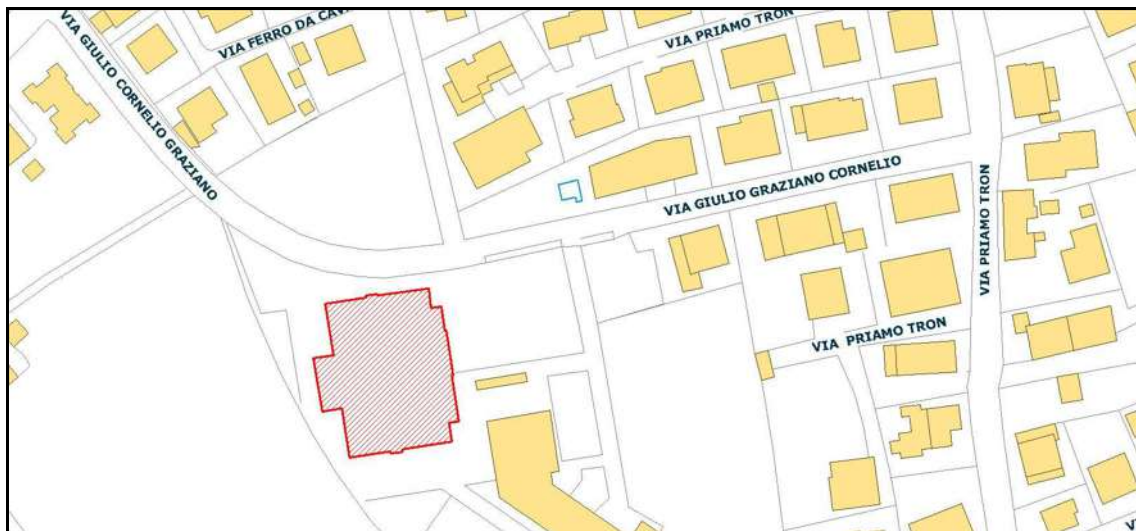 VIA GIULIO CORNELIO GRAZIANO
VIA FERRO DA
VIA PRIAMO TRON
VIA GIULIO GRAZIANO CORNELIO
VIA PRIAMO TRON
VIA PRIAMO TRON